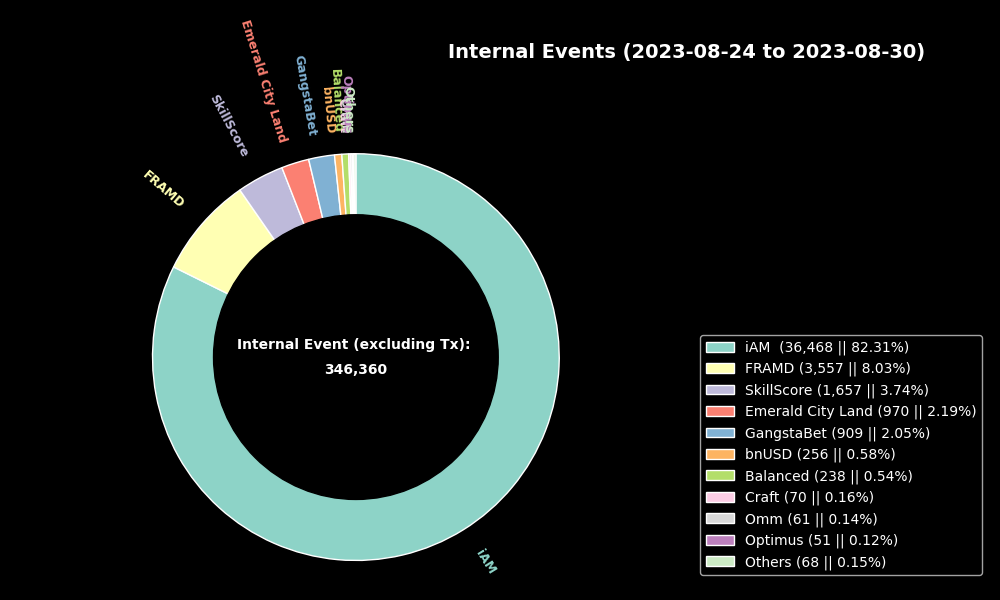 Internal Events (2023-08-24 to 2023-08-30)
Emerald City Land
GangstaBet
SkillScore
bnUSD
Balanced
Others
FRAMD
Internal Event (excluding Tx):
346,360
iAM
iAM (36,468 || 82.31%)
FRAMD (3,557 || 8.03%)
SkillScore (1,657 || 3.74%)
Emerald City Land (970 || 2.19%)
GangstaBet (909 || 2.05%)
bnUSD (256 || 0.58%)
Balanced (238 || 0.54%)
Craft (70 || 0.16%)
Omm (61 || 0.14%)
Optimus (51 || 0.12%)
Others (68 || 0.15%)